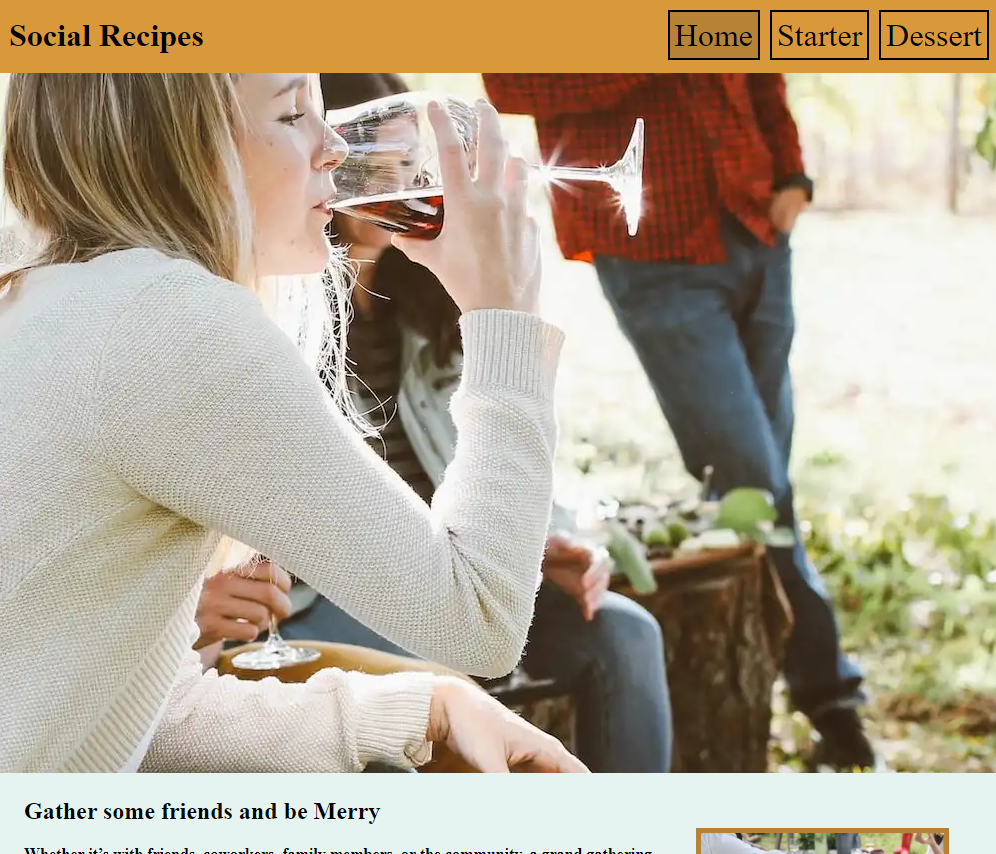 Social Recipes
Home
Starter
Dessert
Gather some friends and be Merry
Whether it's with friends, coworkers, family members, or the community, a grand gathering